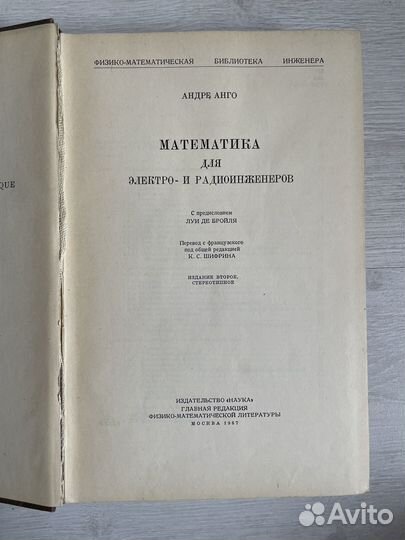 QUE
ФИЗИКО-МАТЕМАТИЧЕСКАЯ БИБЛИОТЕКА ИНЖЕНЕРА
АНДРЕ АНГО
МАТЕМАТИКА
ДЛЯ
ЭЛЕКТРО- И РАДИОИНЖЕНЕРОВ
С предисловием
ЛУИ ДЕ БРОЙЛЯ
Перевод с французского
под общей редакцией
К. С. ШИФРИНА
ИЗДАНИЕ ВТОРОЕ,
СТЕРЕОТИПНОЕ
ИЗДАТЕЛЬСТВО «НАУКА»
ГЛАВНАЯ РЕДАКЦИЯ
ФИЗИКО-МАТЕМАТИЧЕСКОЙ ЛИТЕРАТУРЫ
МОСКВА 1967
Avito